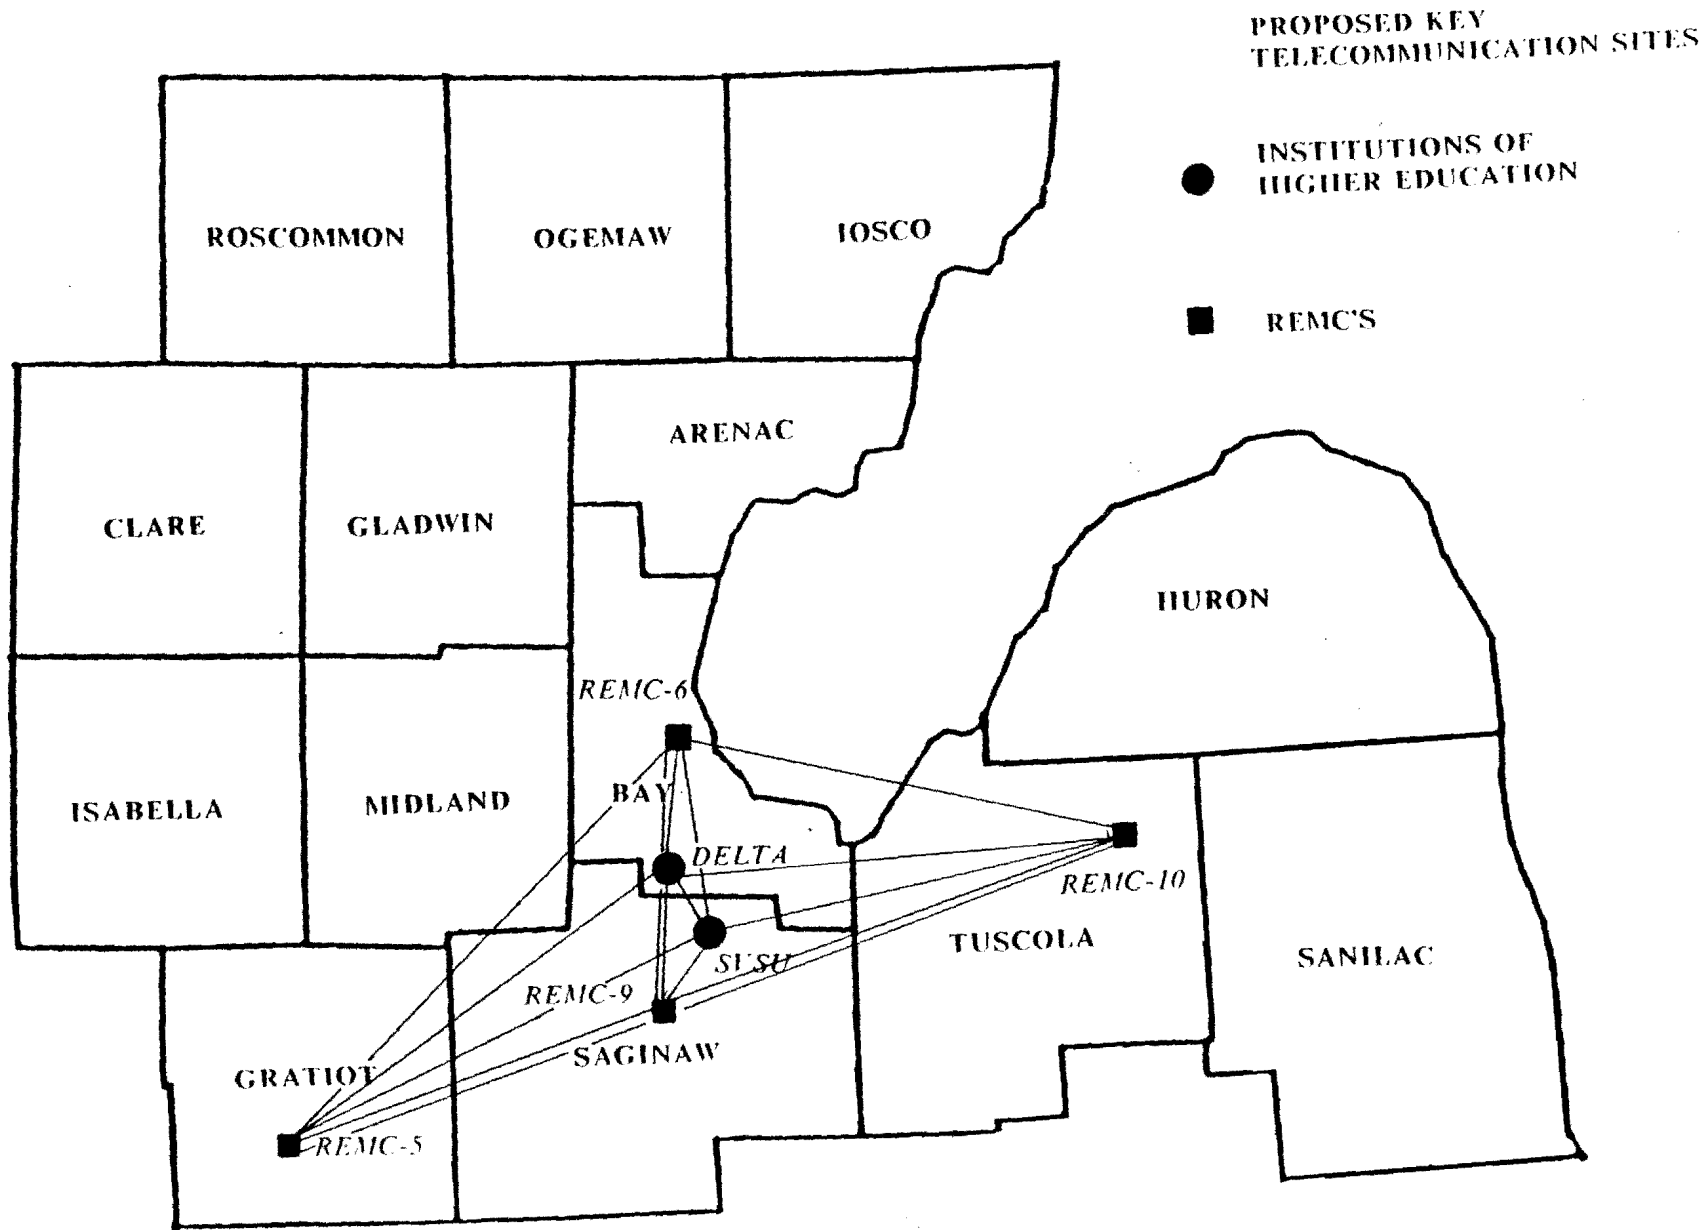 PROPOSED KEY
TELECOMMUNICATION SITES
INSTITUTIONS OF
HIGHER EDUCATION
REMC'S
ROSCOMMON
OGEMAW
IOSCO
ARENAC
CLARE
GLADWIN
HURON
REMC-6
ISABELLA
MIDLAND
BAY
DELTA
REMC-10
TUSCOLA
SANILAC
SVSU
REMC-9
SAGINAW
GRATIOT
REMC-5